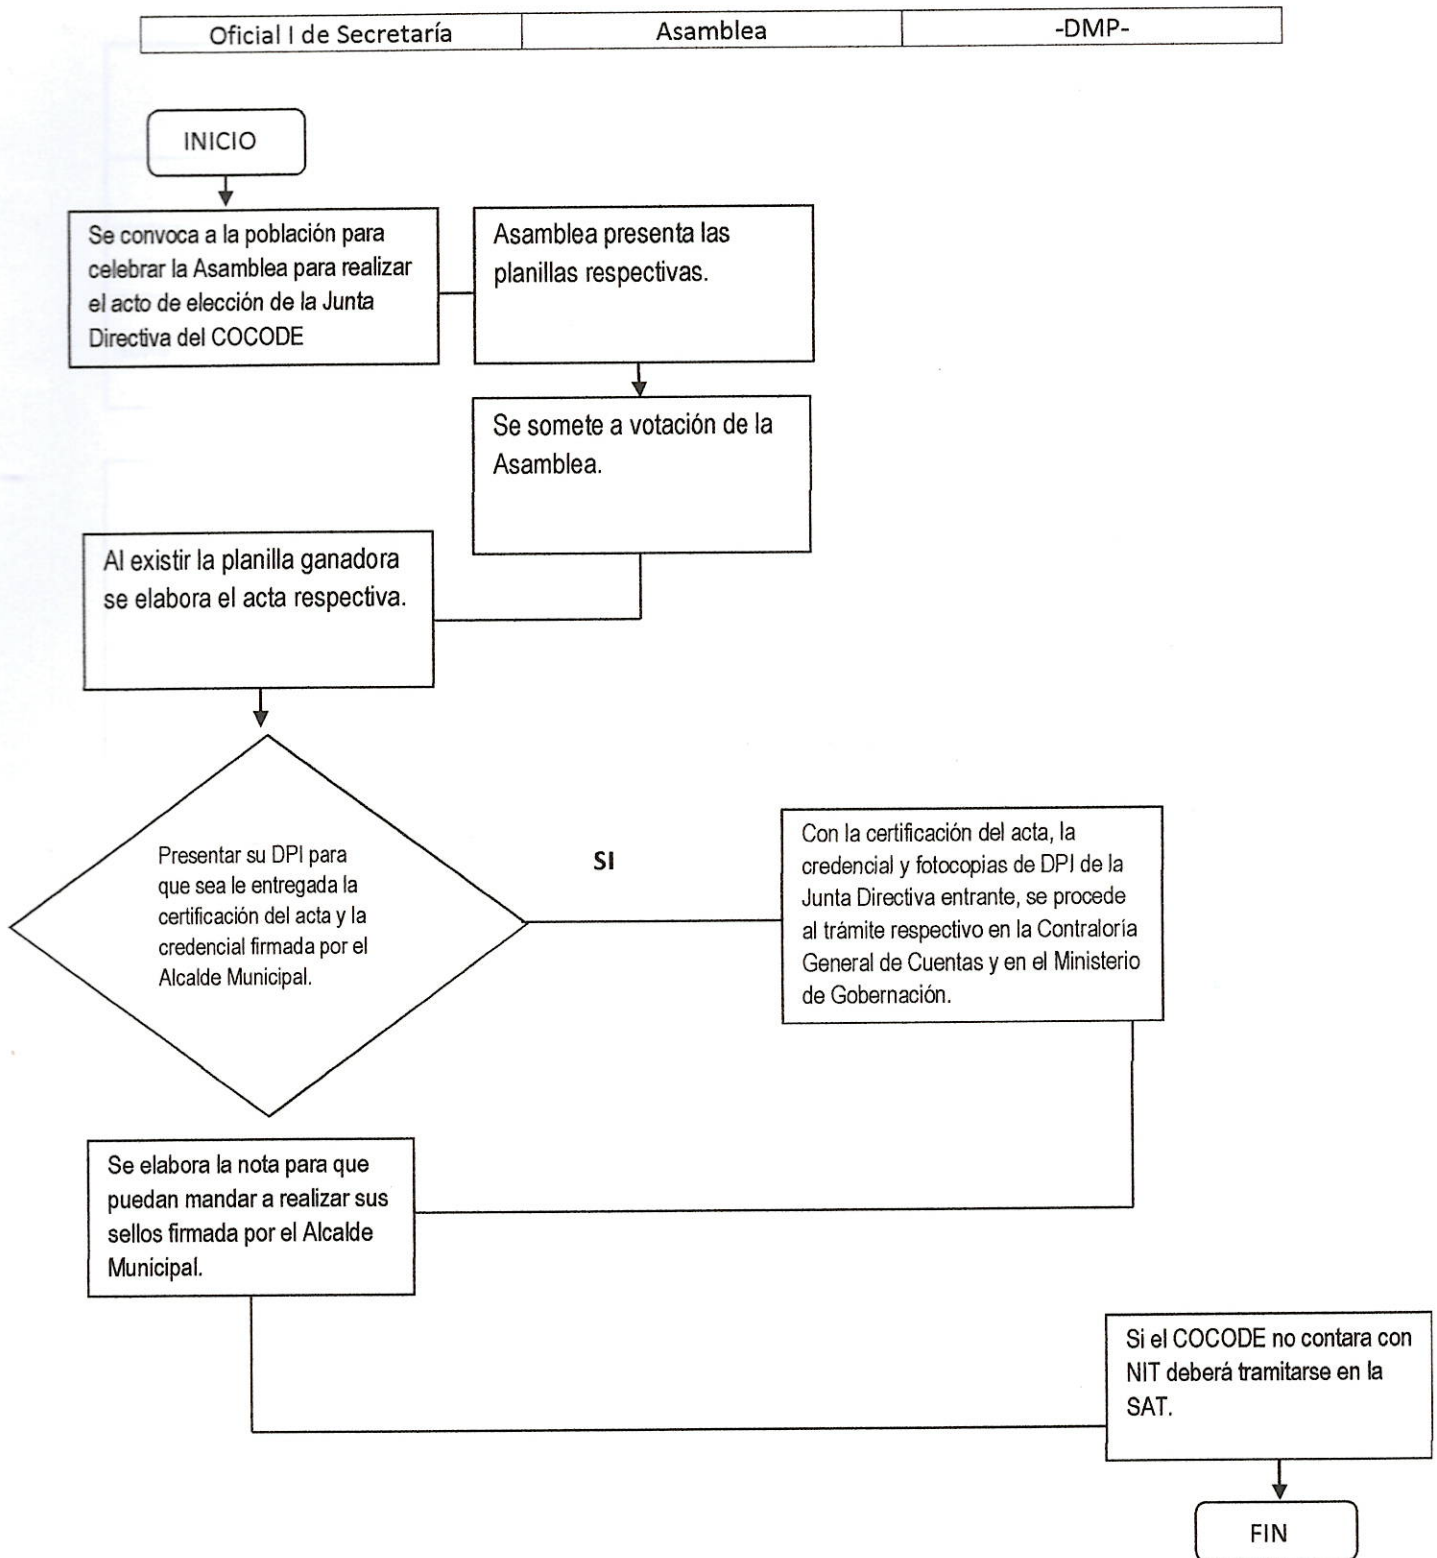 Oficial I de Secretaría
Asamblea
-DMP-
INICIO
Se convoca a la población para
celebrar la Asamblea para realizar
el acto de elección de la Junta
Directiva del COCODE
Asamblea presenta las
planillas respectivas.
Se somete a votación de la
Asamblea.
Al existir la planilla ganadora
se elabora el acta respectiva.
Presentar su DPI para
que sea le entregada la
certificación del acta y la
credencial firmada por el
Alcalde Municipal.
SI
Con la certificación del acta, la
credencial y fotocopias de DPI de la
Junta Directiva entrante, se procede
al trámite respectivo en la Contraloría
General de Cuentas y en el Ministerio
de Gobernación.
Se elabora la nota para que
puedan mandar a realizar sus
sellos firmada por el Alcalde
Municipal.
Si el COCODE no contara con
NIT deberá tramitarse en la
SAT.
FIN